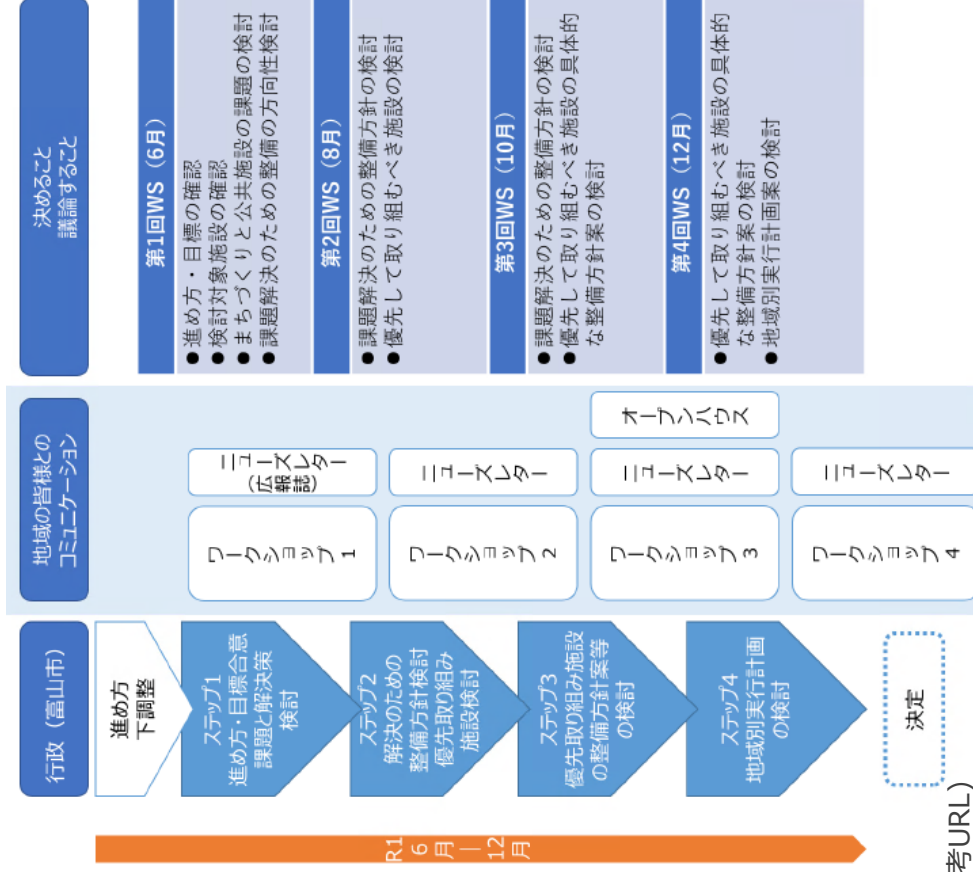 行政（富山市）
地域の皆様との
コミュニケーション
決めること
議論すること
R1
6
月
―
12
月
進め方
下調整
ステップ1
進め方・目標合意
課題と解決策
検討
ステップ2
解決のための
整備方針検討
優先取り組み
施設検討
ステップ3
優先取り組み施設
の整備方針案等
の検討
ステップ4
地域別実行計画
の検討
決定
ワークショップ1
ニューズレター
（広報誌）
ワークショップ2
ニューズレター
ワークショップ3
ニューズレター
オープンハウス
ワークショップ4
ニューズレター
第1回WS（6月）
●進め方・目標の確認
●検討対象施設の確認
●まちづくりと公共施設の課題の検討
●課題解決のための整備の方向性検討
第2回WS（8月）
●課題解決のための整備方針の検討
●優先して取り組むべき施設の検討
第3回WS（10月）
●課題解決のための整備方針の検討
●優先して取り組むべき施設の具体的
な整備方針案の検討
第4回WS（12月）
●優先して取り組むべき施設の具体的
な整備方針案の検討
●地域別実行計画案の検討
考URL）